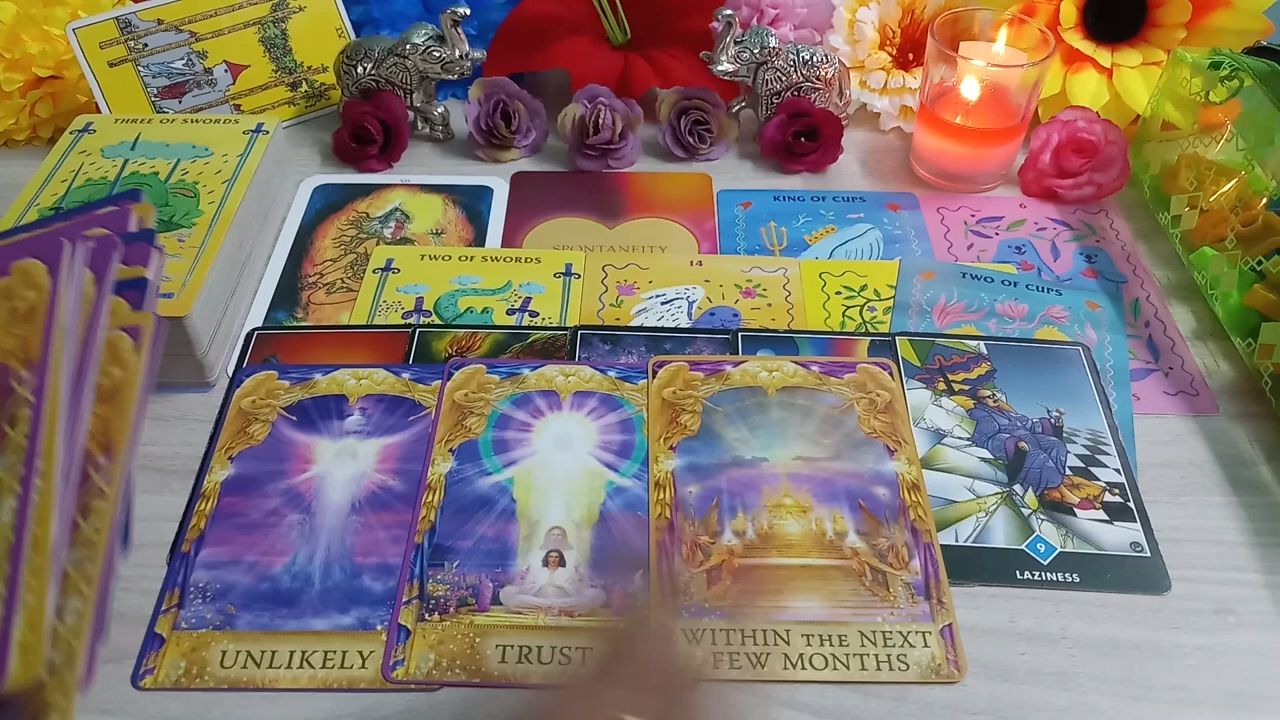 THREE OF SWORDS
XIV
SPONTANEITY
KING OF CUPS
TWO OF SWORDS
14
TWO OF CUPS
UNLIKELY
TRUST
WITHIN THE NEXT
FEW MONTHS
9
LAZINESS